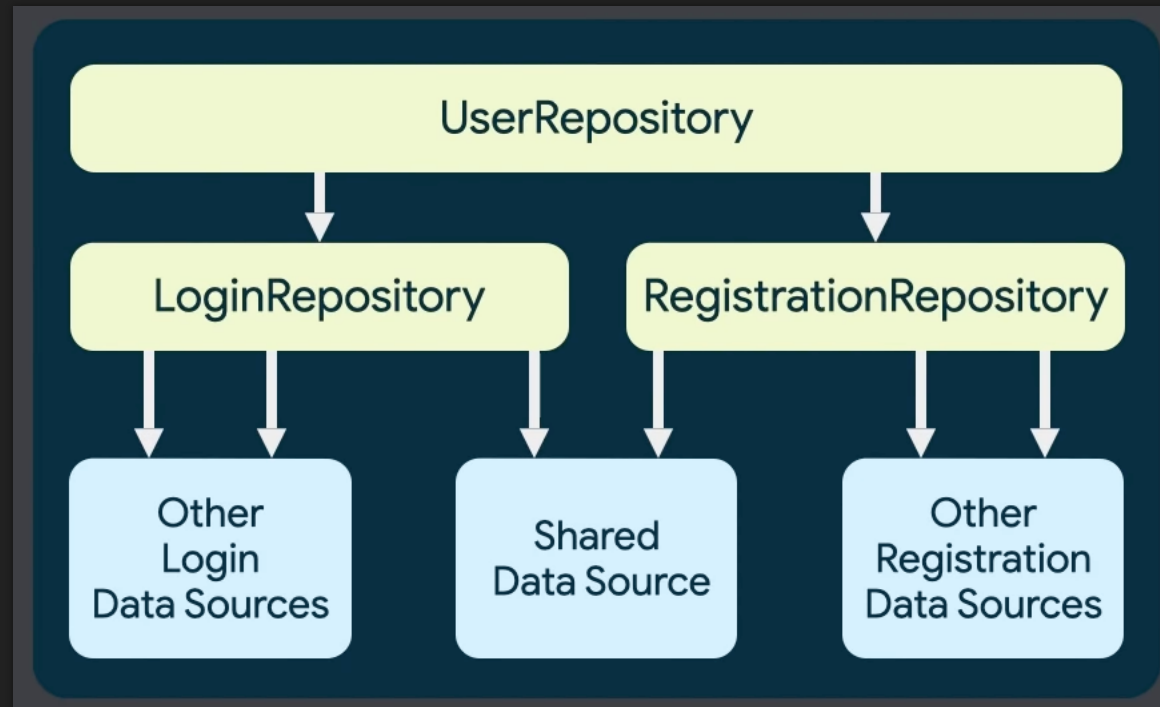 UserRepository
LoginRepository
RegistrationRepository
Other
Login
Data Sources
Shared
Data Source
Other
Registration
Data Sources